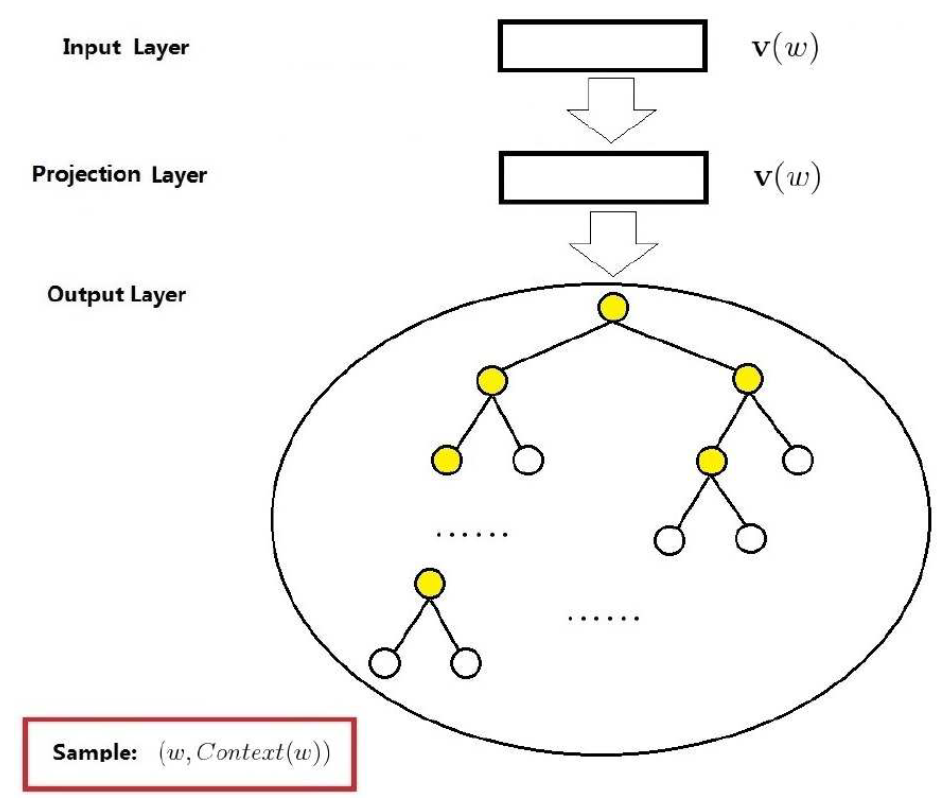 Input Layer v(w)
Projection Layer v(w)
Output Layer
......
......
Sample: (w, Context(w))